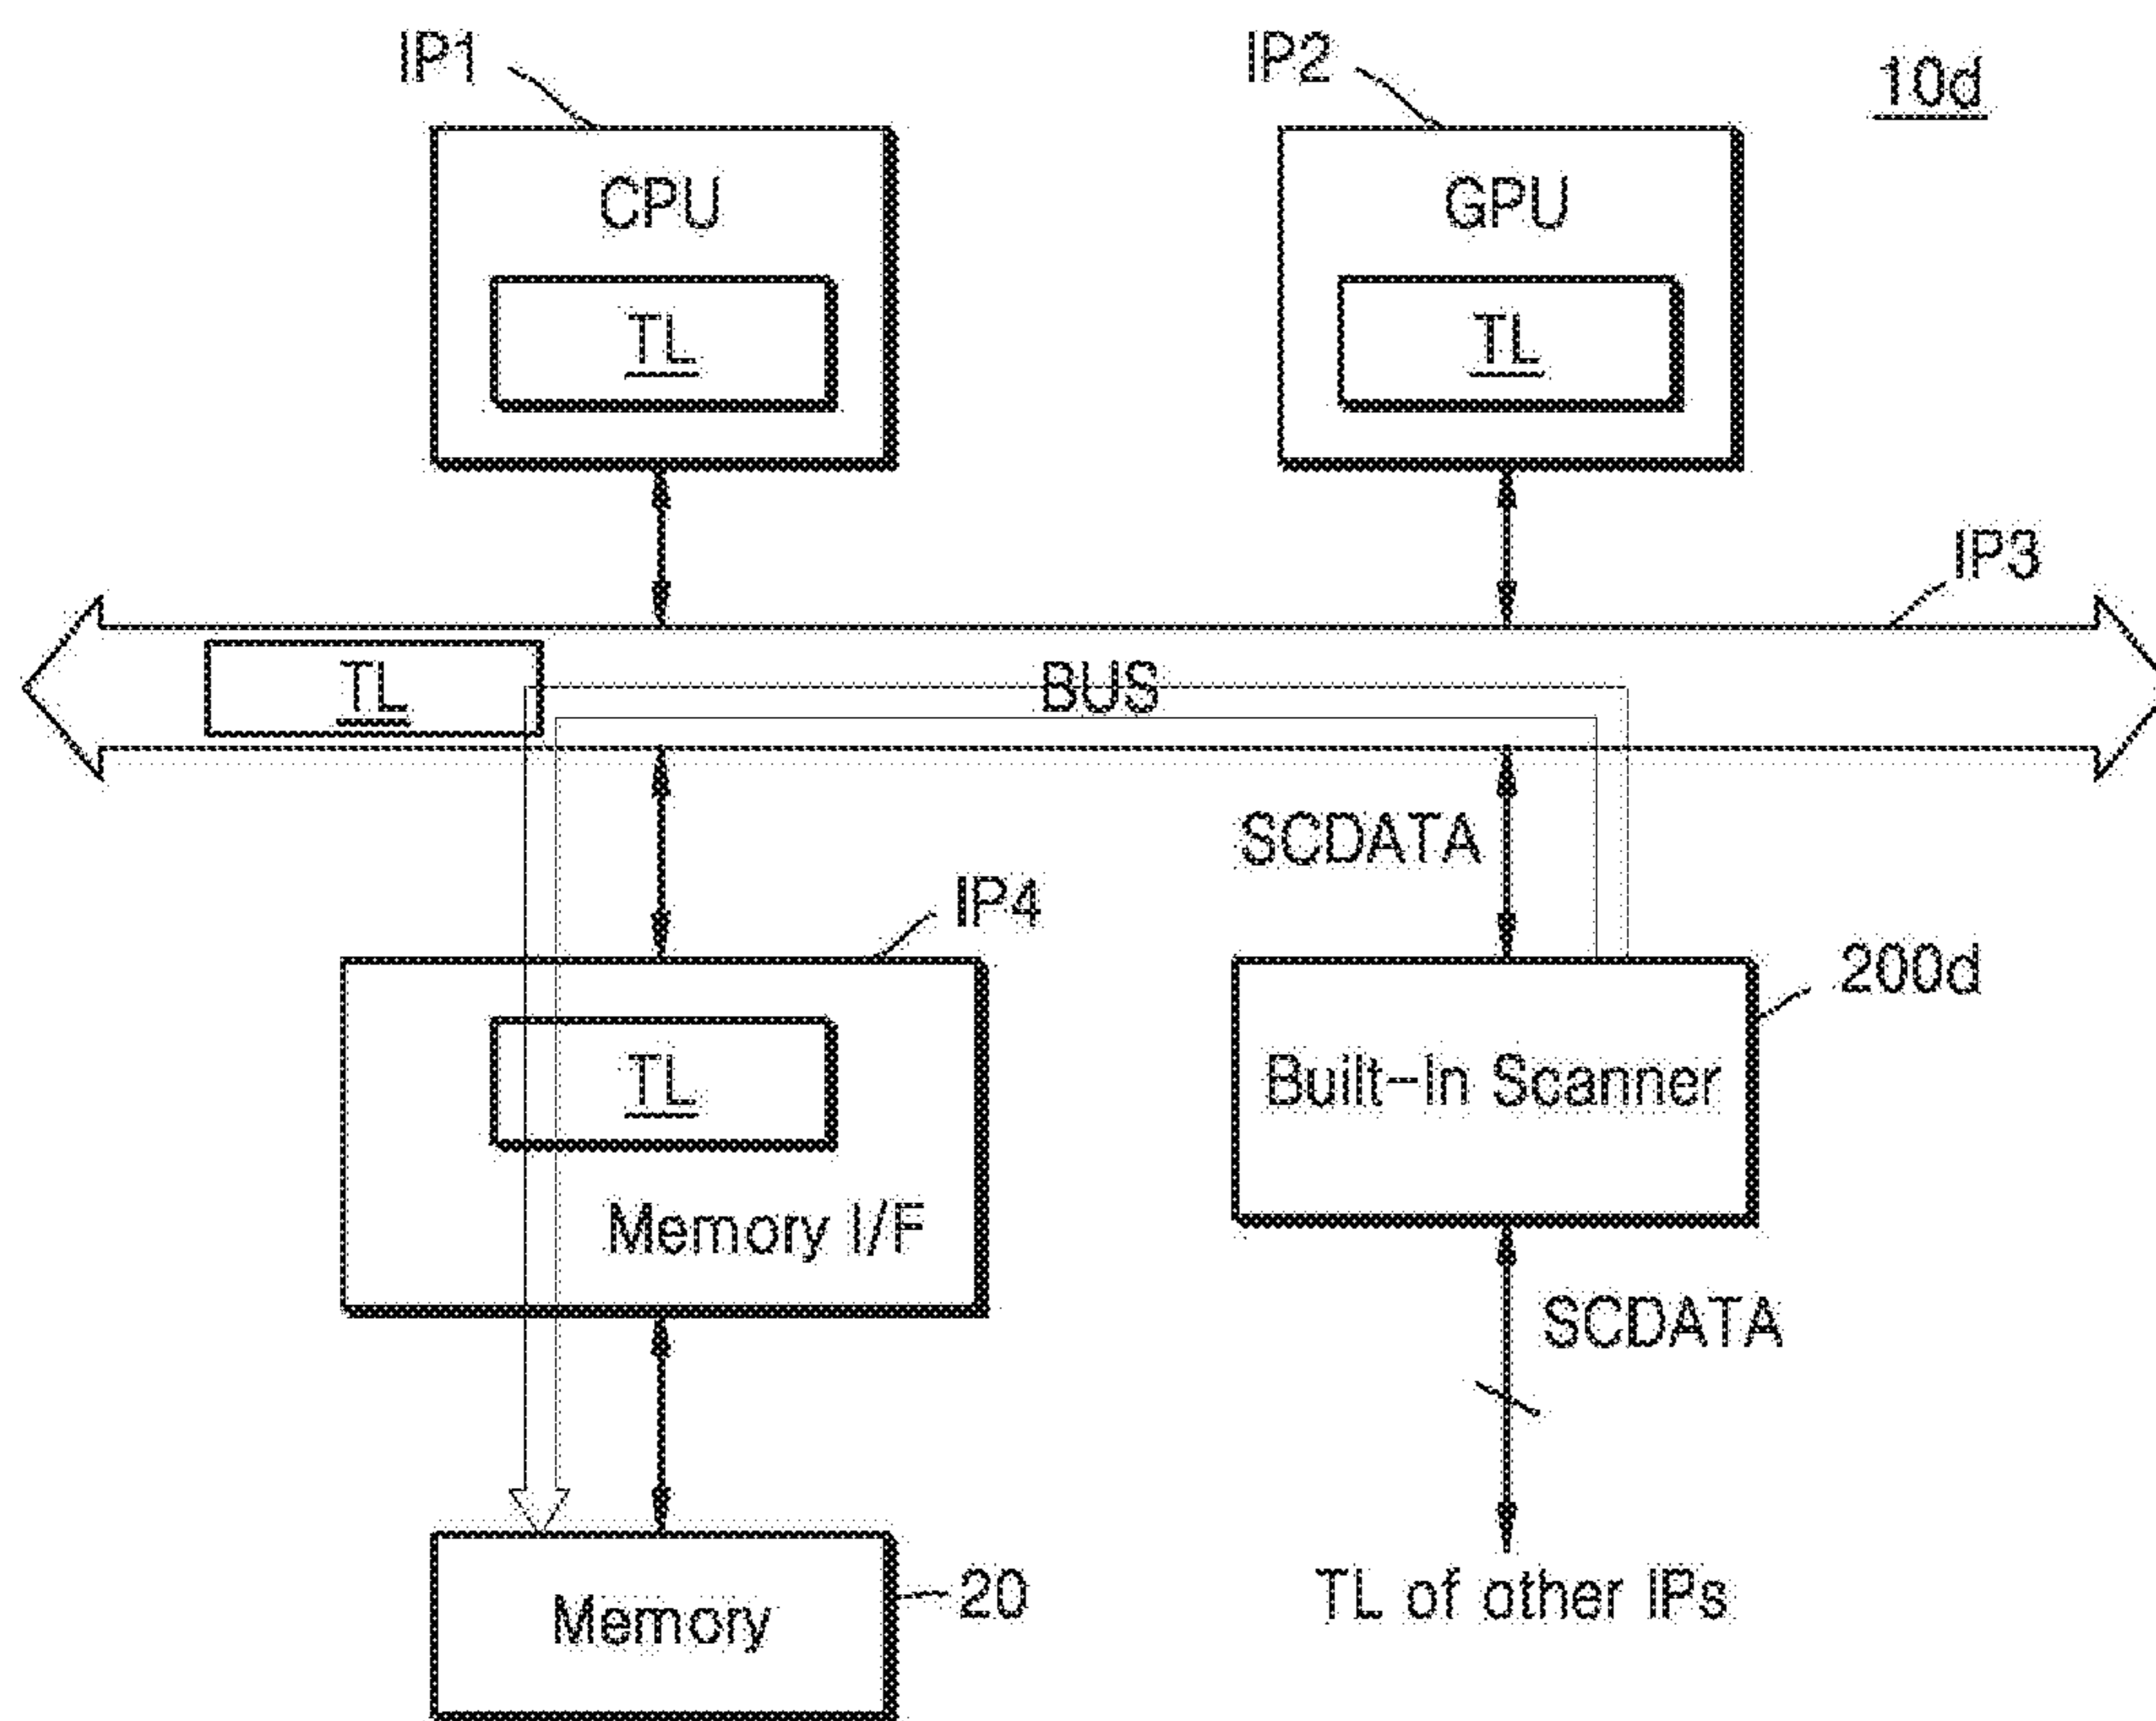 IP1
IP2
10d
CPU
GPU
TL
TL
IP3
TL
BUS
SCDATA
IP4
200d
TL
Built-In Scanner
Memory I/F
SCDATA
Memory
20
TL of other IPs